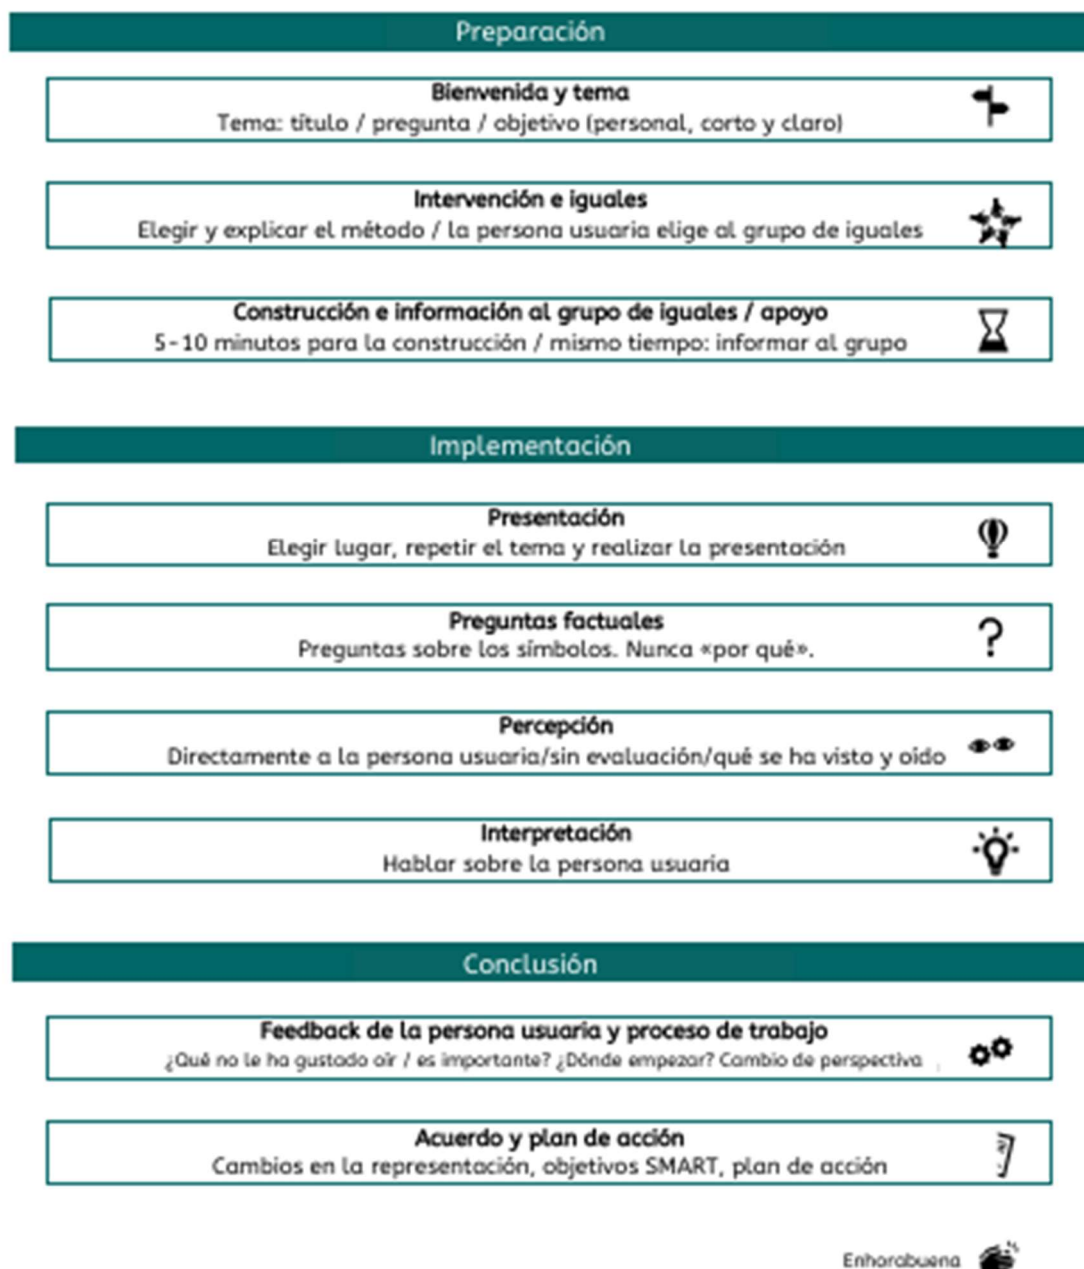 Preparación
Bienvenida y tema
Tema: título / pregunta / objetivo (personal, corto y claro)
Intervención e iguales
Elegir y explicar el método / la persona usuaria elige al grupo de iguales
Construcción e información al grupo de iguales / apoyo
5-10 minutos para la construcción / mismo tiempo: informar al grupo
Implementación
Presentación
Elegir lugar, repetir el tema y realizar la presentación
Preguntas factuales
Preguntas sobre los símbolos. Nunca «por qué».
Percepción
Directamente a la persona usuaria/sin evaluación/qué se ha visto y oído
Interpretación
Hablar sobre la persona usuaria
Conclusión
Feedback de la persona usuaria y proceso de trabajo
¿Qué no le ha gustado oír / es importante? ¿Dónde empezar? Cambio de perspectiva
Acuerdo y plan de acción
Cambios en la representación, objetivos SMART, plan de acción
Enhorabuena